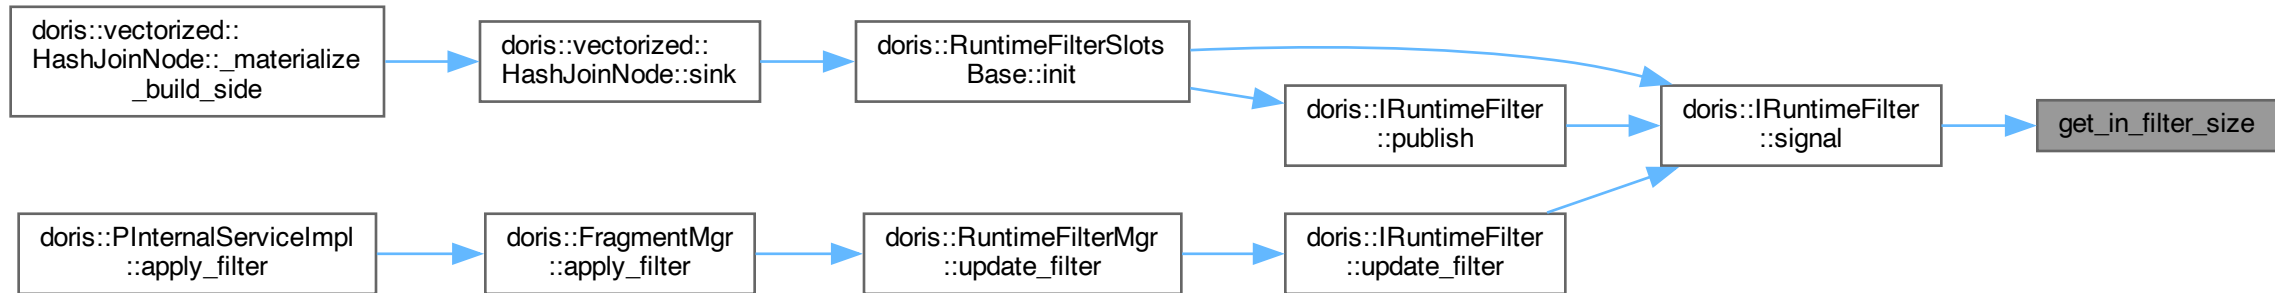 doris::vectorized::
HashJoinNode::_materialize
_build_side
doris::vectorized::
HashJoinNode::sink
doris::RuntimeFilterSlots
Base::init
doris::IRuntimeFilter
::publish
doris::IRuntimeFilter
::signal
get_in_filter_size
doris::PInternalServiceImpl
::apply_filter
doris::FragmentMgr
::apply_filter
doris::RuntimeFilterMgr
::update_filter
doris::IRuntimeFilter
::update_filter